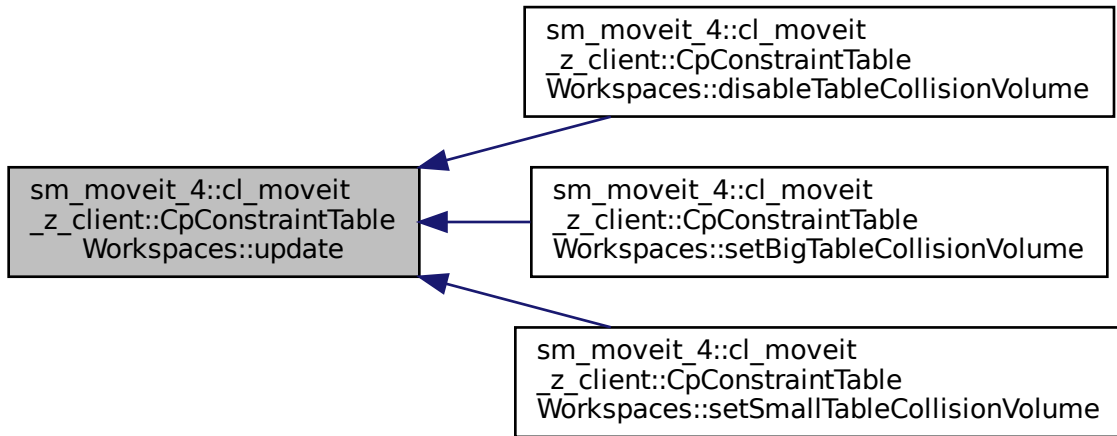 sm_moveit_4::cl_moveit
_z_client::CpConstraintTable
Workspaces::disableTableCollisionVolume
sm_moveit_4::cl_moveit
_z_client::CpConstraintTable
Workspaces::update
sm_moveit_4::cl_moveit
_z_client::CpConstraintTable
Workspaces::setBigTableCollisionVolume
sm_moveit_4::cl_moveit
_z_client::CpConstraintTable
Workspaces::setSmallTableCollisionVolume